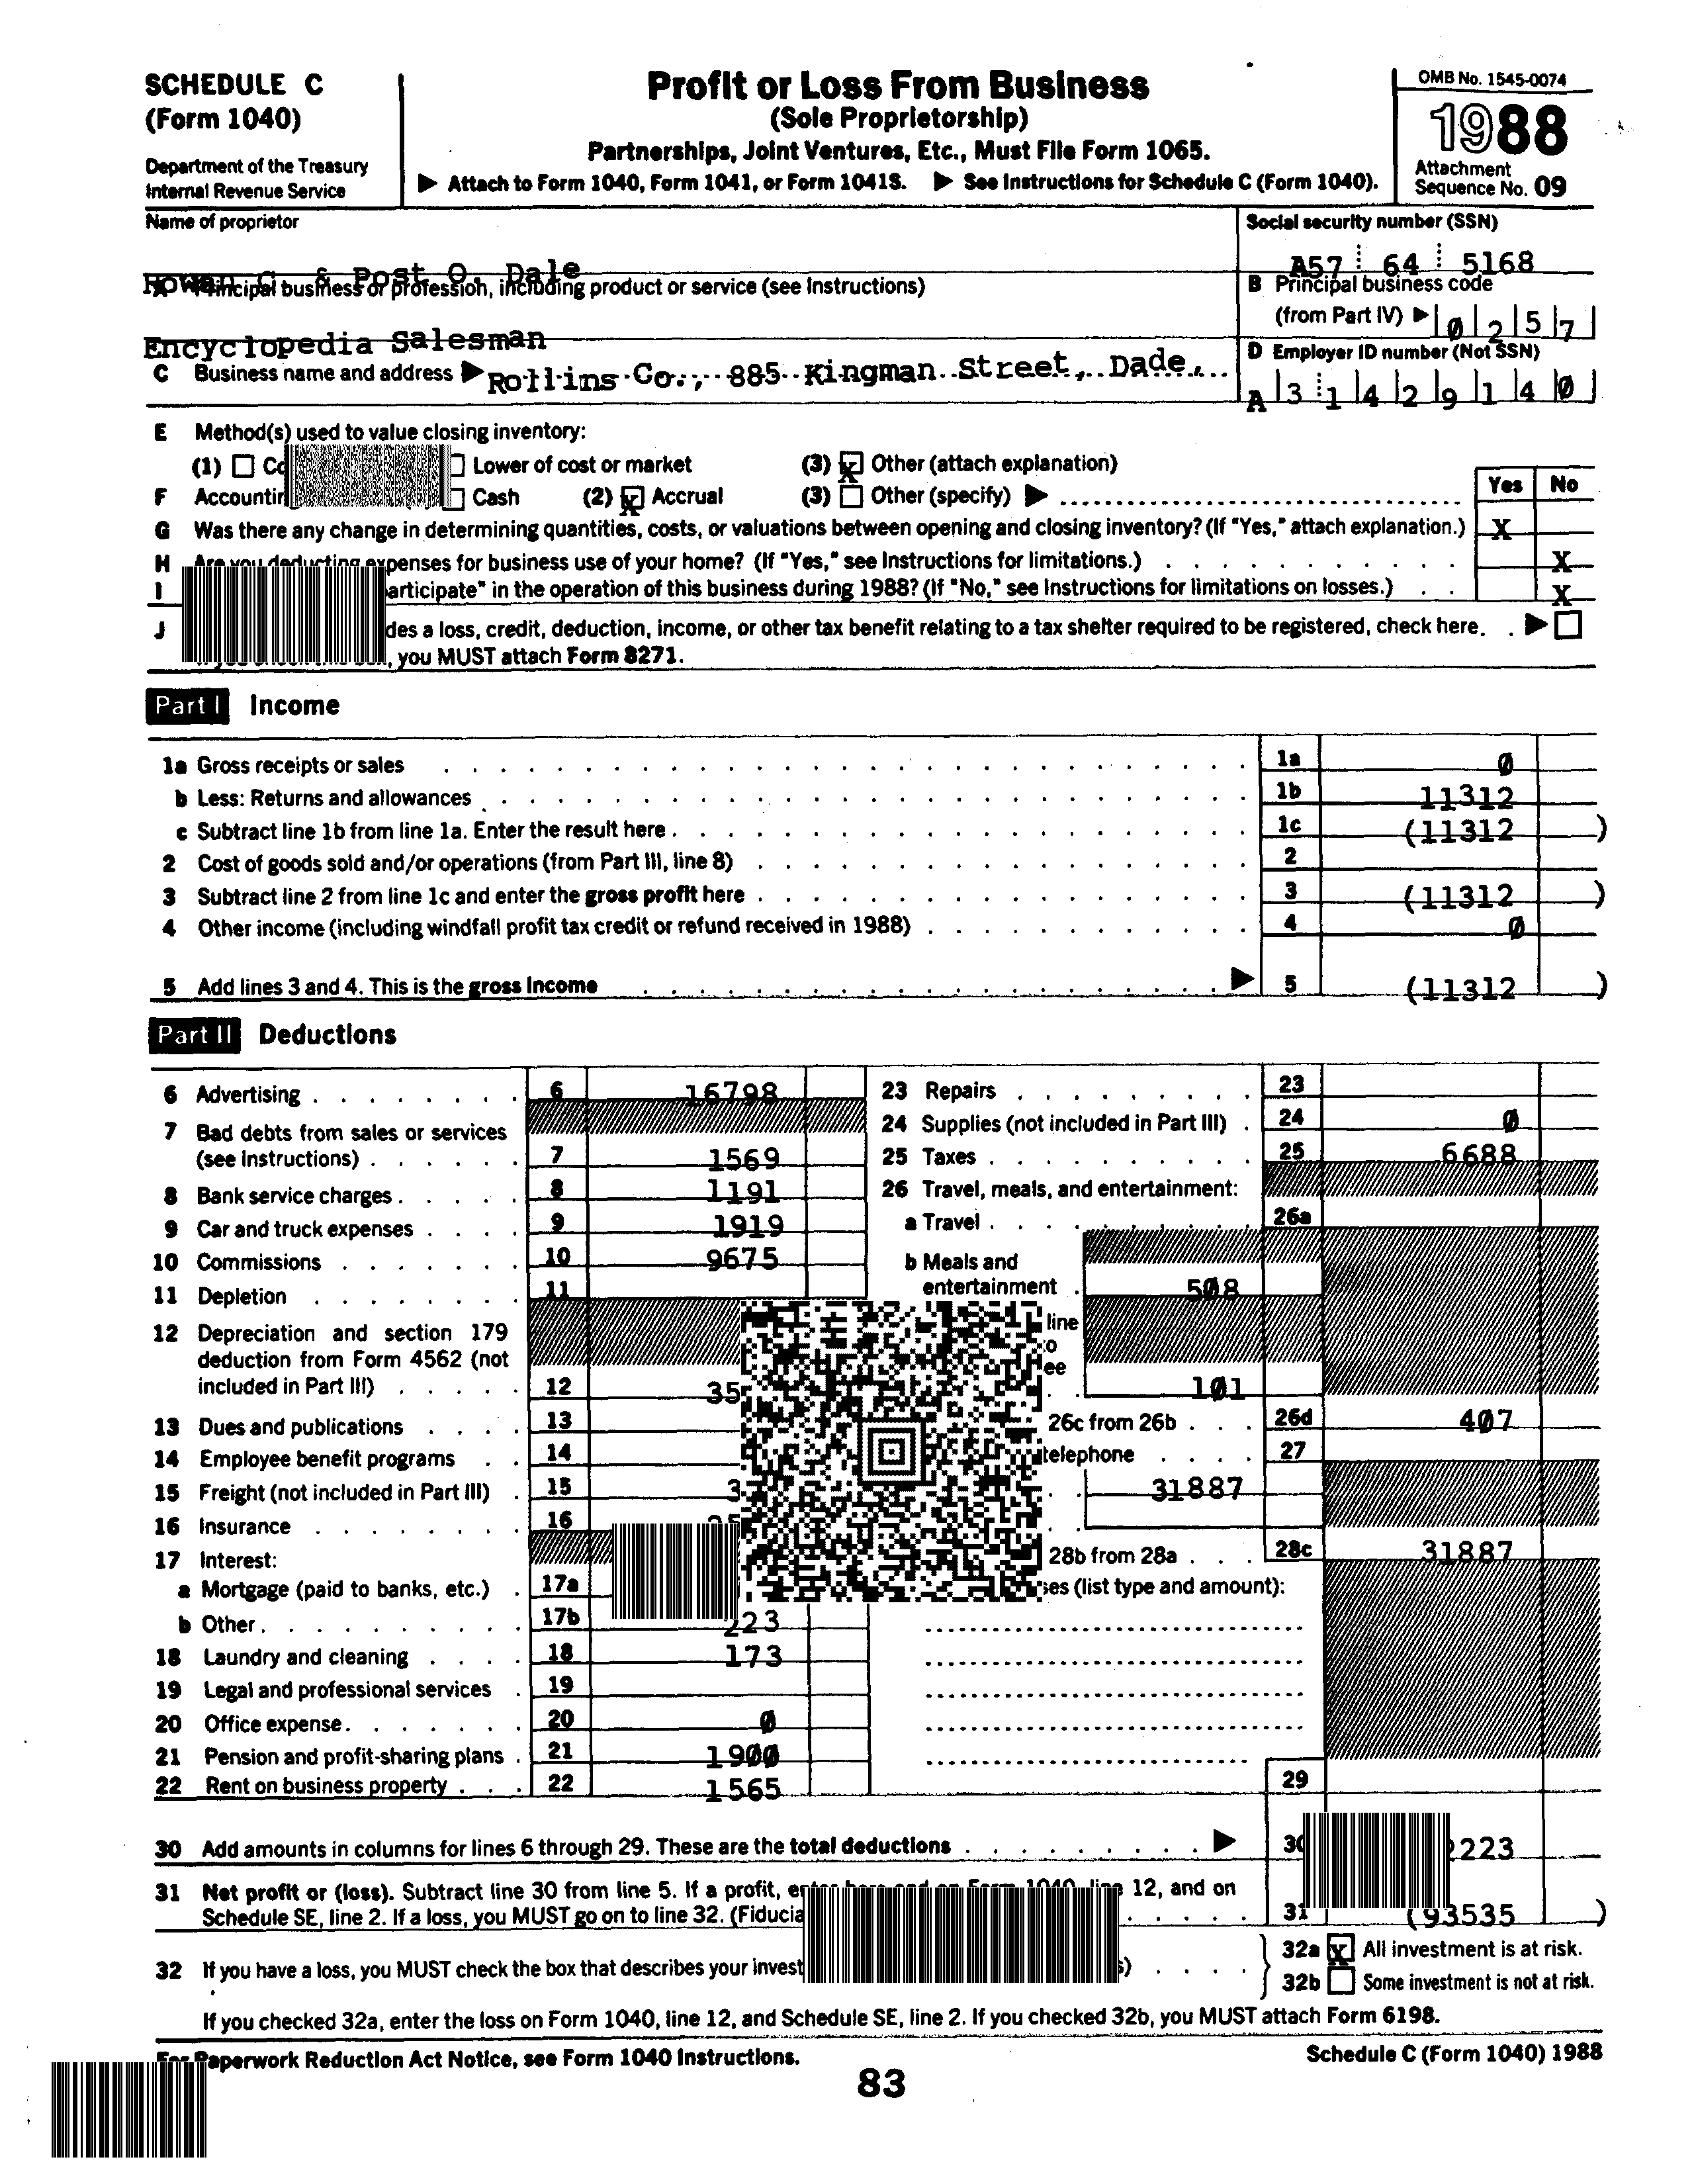 SCHEDULE C
(Form 1040)
Department of the Treasury
Internal Revenue Service
Profit or Loss From Business
(Sole Proprietorship)
Partnerships, Joint Ventures, Etc., Must File Form 1065.
▶ Attach to Form 1040, Form 1041, or Form 1041S. ▶ See Instructions for Schedule C (Form 1040).
OMB No. 1545-0074
1988
Attachment
Sequence No. 09
Name of proprietor
Howan C. & Post O. Dale
Social security number (SSN)
A57 64 5168
A Principal business or profession, including product or service (see Instructions)
Encyclopedia Salesman
B Principal business code
(from Part IV) ▶ 0 2 5 7
C Business name and address ▶ Rollins Co., 885 Kingman Street, Dade,
D Employer ID number (Not SSN)
A 3 1 4 2 9 1 4 0
E Method(s) used to value closing inventory:
(1) Lower of cost or market (3) X Other (attach explanation)
F Cash (2) X Accrual (3) Other (specify) ▶
Yes No
G Was there any change in determining quantities, costs, or valuations between opening and closing inventory? (If "Yes," attach explanation.) X
H Are you deducting expenses for business use of your home? (If "Yes," see Instructions for limitations.) X
I articipate" in the operation of this business during 1988? (If "No," see Instructions for limitations on losses.) X
J des a loss, credit, deduction, income, or other tax benefit relating to a tax shelter required to be registered, check here. ▶
, you MUST attach Form 8271.
Part I Income
1a Gross receipts or sales 1a 0
b Less: Returns and allowances 1b 11312
c Subtract line 1b from line 1a. Enter the result here 1c (11312 )
2 Cost of goods sold and/or operations (from Part III, line 8) 2
3 Subtract line 2 from line 1c and enter the gross profit here 3 (11312 )
4 Other income (including windfall profit tax credit or refund received in 1988) 4 0
5 Add lines 3 and 4. This is the gross income ▶ 5 (11312 )
Part II Deductions
6 Advertising 6 16798
7 Bad debts from sales or services
(see Instructions) 7 1569
8 Bank service charges 8 1191
9 Car and truck expenses 9 1919
10 Commissions 10 9675
11 Depletion 11
12 Depreciation and section 179
deduction from Form 4562 (not
included in Part III) 12 35
13 Dues and publications 13
14 Employee benefit programs 14
15 Freight (not included in Part III) 15 3
16 Insurance 16
17 Interest:
a Mortgage (paid to banks, etc.) 17a
b Other 17b 223
18 Laundry and cleaning 18 173
19 Legal and professional services 19
20 Office expense 20 0
21 Pension and profit-sharing plans 21 1900
22 Rent on business property 22 1565
23 Repairs 23
24 Supplies (not included in Part III) 24 0
25 Taxes 25 6688
26 Travel, meals, and entertainment:
a Travel 26a
b Meals and
entertainment 508
line
101
26c from 26b 26d 407
telephone 27
31887
28b from 28a 28c 31887
ses (list type and amount):
29
30 Add amounts in columns for lines 6 through 29. These are the total deductions ▶ 30 2223
31 Net profit or (loss). Subtract line 30 from line 5. If a profit, enter here and on Form 1040, line 12, and on
Schedule SE, line 2. If a loss, you MUST go on to line 32. (Fiducia 31 (93535 )
32 If you have a loss, you MUST check the box that describes your invest
32a X All investment is at risk.
32b Some investment is not at risk.
If you checked 32a, enter the loss on Form 1040, line 12, and Schedule SE, line 2. If you checked 32b, you MUST attach Form 6198.
For Paperwork Reduction Act Notice, see Form 1040 Instructions.
Schedule C (Form 1040) 1988
83